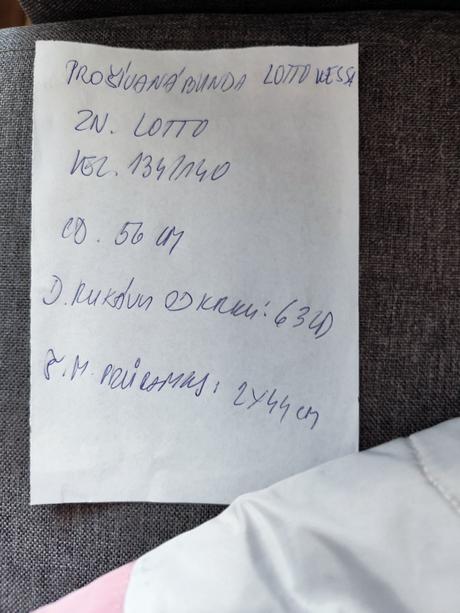 PROŠÍVANÁ BUNDA LOTTO NESSA
ZN. LOTTO
VEL. 134/140
CD. 56 CM
D. RUKÁVU OD KRKU: 63 CM
Š. M. PRŮRAMKY: 2X44 CM